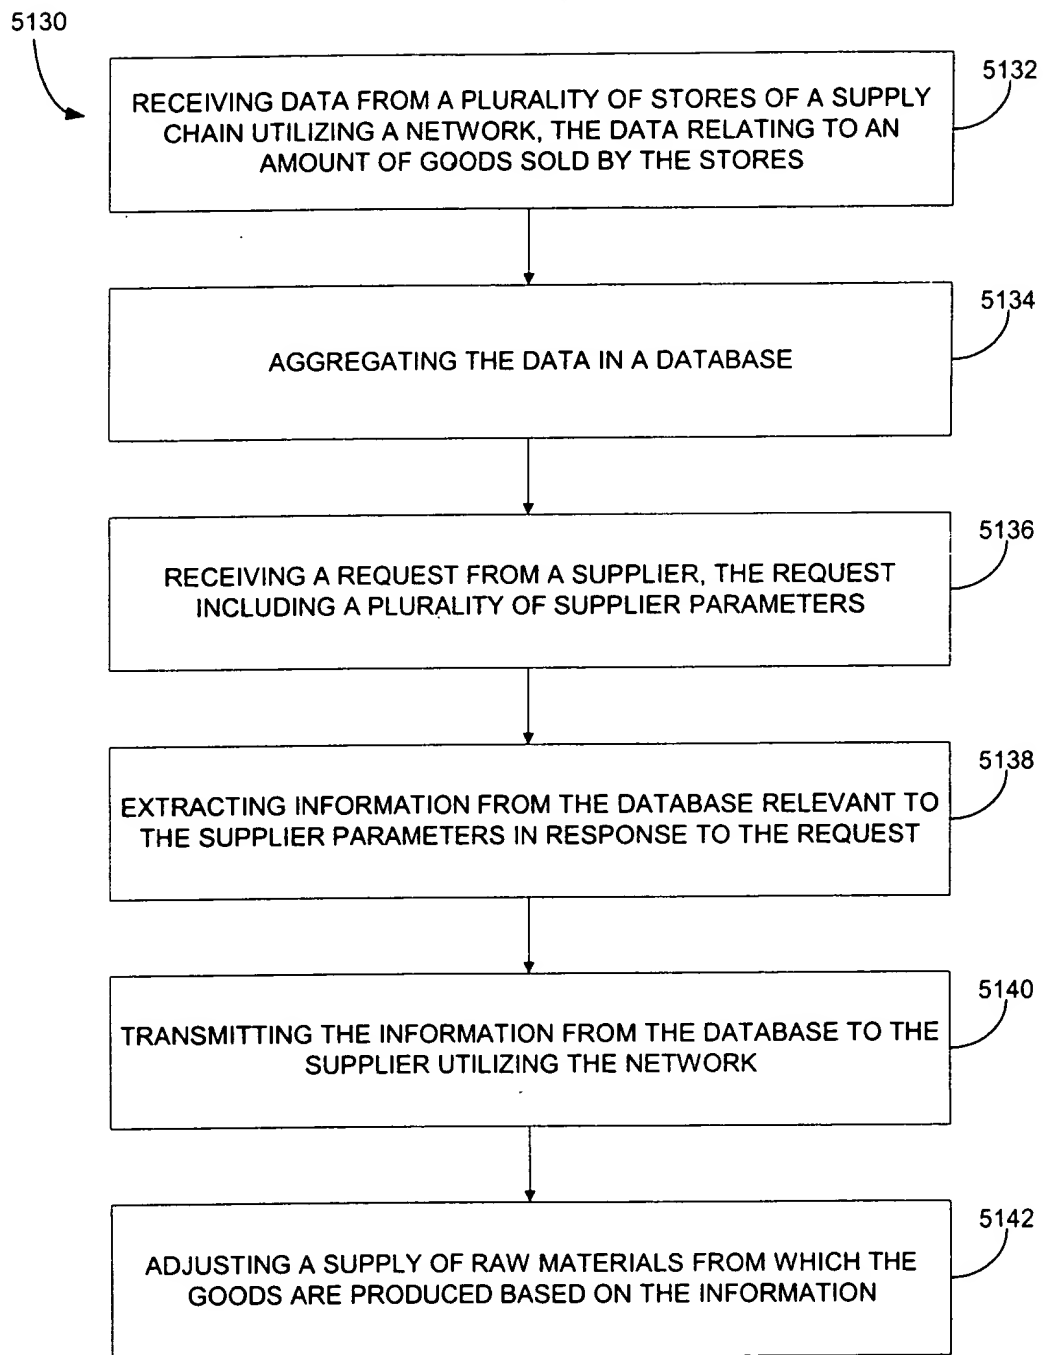 5130
5132
RECEIVING DATA FROM A PLURALITY OF STORES OF A SUPPLY
CHAIN UTILIZING A NETWORK, THE DATA RELATING TO AN
AMOUNT OF GOODS SOLD BY THE STORES
5134
AGGREGATING THE DATA IN A DATABASE
5136
RECEIVING A REQUEST FROM A SUPPLIER, THE REQUEST
INCLUDING A PLURALITY OF SUPPLIER PARAMETERS
5138
EXTRACTING INFORMATION FROM THE DATABASE RELEVANT TO
THE SUPPLIER PARAMETERS IN RESPONSE TO THE REQUEST
5140
TRANSMITTING THE INFORMATION FROM THE DATABASE TO THE
SUPPLIER UTILIZING THE NETWORK
5142
ADJUSTING A SUPPLY OF RAW MATERIALS FROM WHICH THE
GOODS ARE PRODUCED BASED ON THE INFORMATION